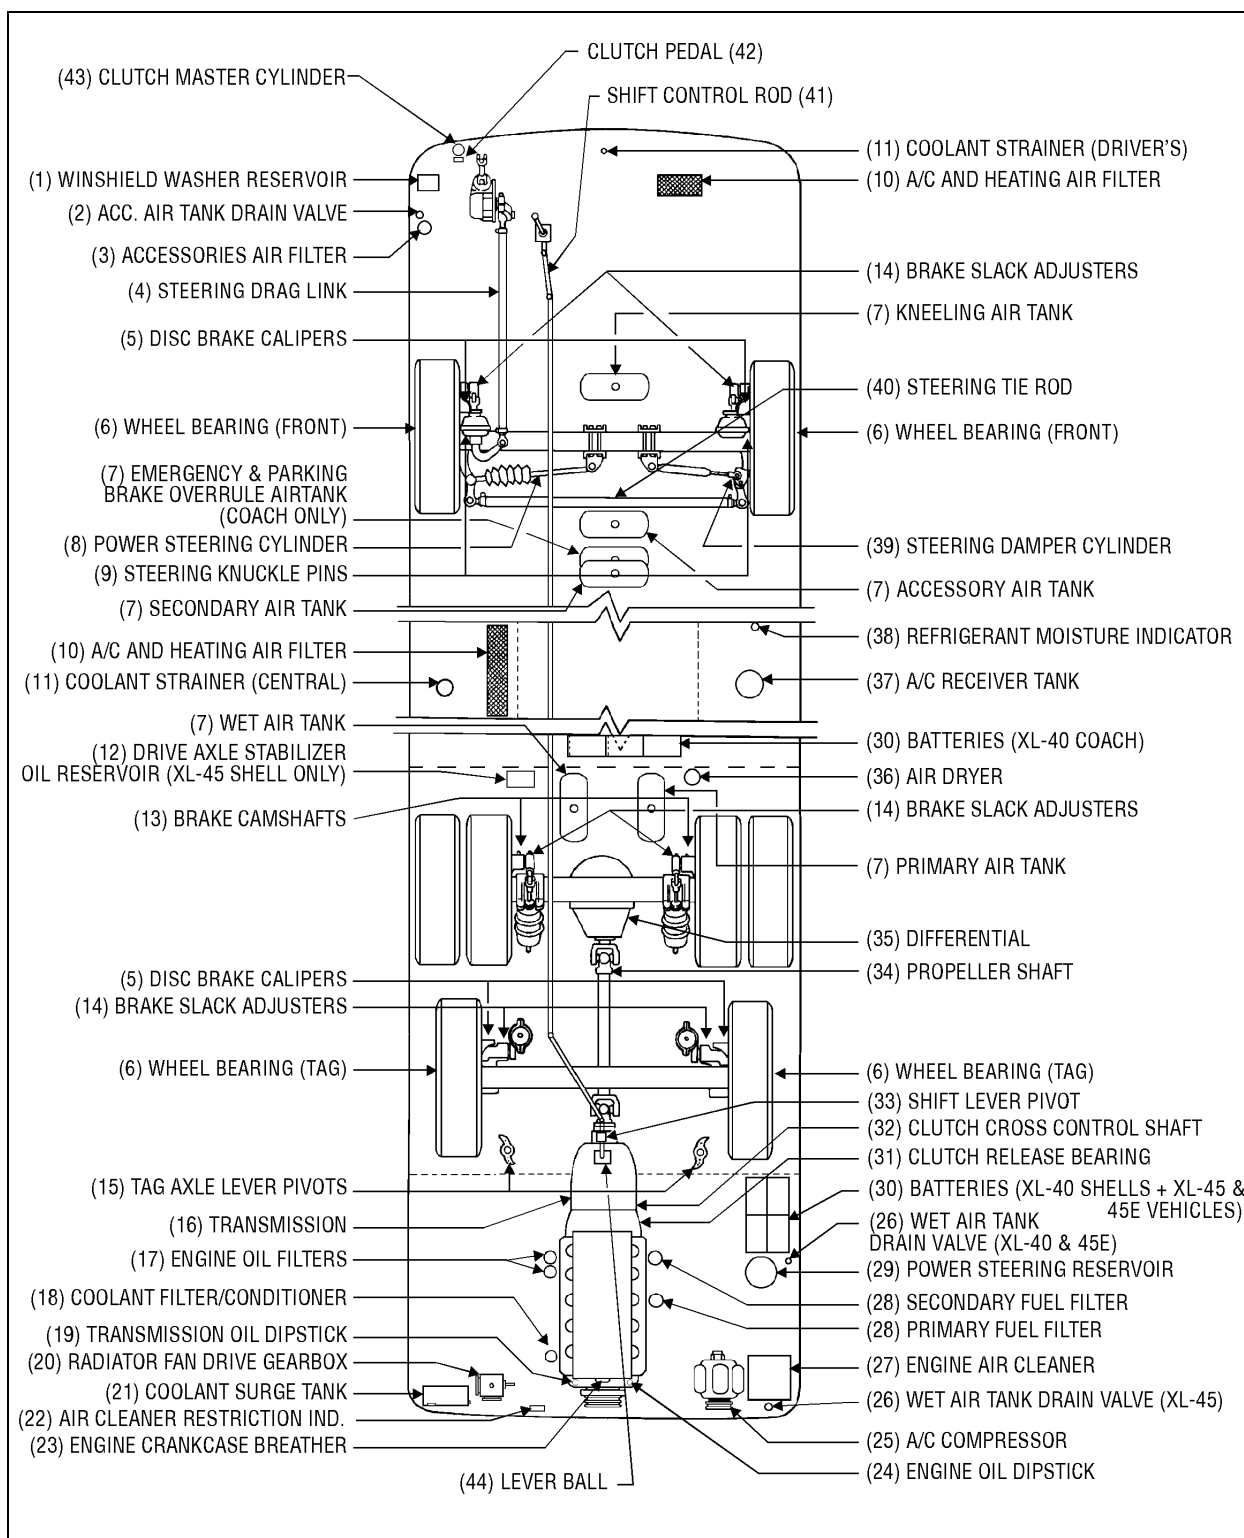 CLUTCH PEDAL (42)
(43) CLUTCH MASTER CYLINDER
SHIFT CONTROL ROD (41)
(1) WINSHIELD WASHER RESERVOIR
(2) ACC. AIR TANK DRAIN VALVE
(3) ACCESSORIES AIR FILTER
(4) STEERING DRAG LINK
(5) DISC BRAKE CALIPERS
(6) WHEEL BEARING (FRONT)
(7) EMERGENCY & PARKING
BRAKE OVERRULE AIRTANK
(COACH ONLY)
(8) POWER STEERING CYLINDER
(9) STEERING KNUCKLE PINS
(7) SECONDARY AIR TANK
(10) A/C AND HEATING AIR FILTER
(11) COOLANT STRAINER (CENTRAL)
(7) WET AIR TANK
(12) DRIVE AXLE STABILIZER
OIL RESERVOIR (XL-45 SHELL ONLY)
(13) BRAKE CAMSHAFTS
(5) DISC BRAKE CALIPERS
(14) BRAKE SLACK ADJUSTERS
(6) WHEEL BEARING (TAG)
(15) TAG AXLE LEVER PIVOTS
(16) TRANSMISSION
(17) ENGINE OIL FILTERS
(18) COOLANT FILTER/CONDITIONER
(19) TRANSMISSION OIL DIPSTICK
(20) RADIATOR FAN DRIVE GEARBOX
(21) COOLANT SURGE TANK
(22) AIR CLEANER RESTRICTION IND.
(23) ENGINE CRANKCASE BREATHER
(44) LEVER BALL
(11) COOLANT STRAINER (DRIVER'S)
(10) A/C AND HEATING AIR FILTER
(14) BRAKE SLACK ADJUSTERS
(7) KNEELING AIR TANK
(40) STEERING TIE ROD
(6) WHEEL BEARING (FRONT)
(39) STEERING DAMPER CYLINDER
(7) ACCESSORY AIR TANK
(38) REFRIGERANT MOISTURE INDICATOR
(37) A/C RECEIVER TANK
(30) BATTERIES (XL-40 COACH)
(36) AIR DRYER
(14) BRAKE SLACK ADJUSTERS
(7) PRIMARY AIR TANK
(35) DIFFERENTIAL
(34) PROPELLER SHAFT
(6) WHEEL BEARING (TAG)
(33) SHIFT LEVER PIVOT
(32) CLUTCH CROSS CONTROL SHAFT
(31) CLUTCH RELEASE BEARING
(30) BATTERIES (XL-40 SHELLS + XL-45 &
45E VEHICLES)
(26) WET AIR TANK
DRAIN VALVE (XL-40 & 45E)
(29) POWER STEERING RESERVOIR
(28) SECONDARY FUEL FILTER
(28) PRIMARY FUEL FILTER
(27) ENGINE AIR CLEANER
(26) WET AIR TANK DRAIN VALVE (XL-45)
(25) A/C COMPRESSOR
(24) ENGINE OIL DIPSTICK